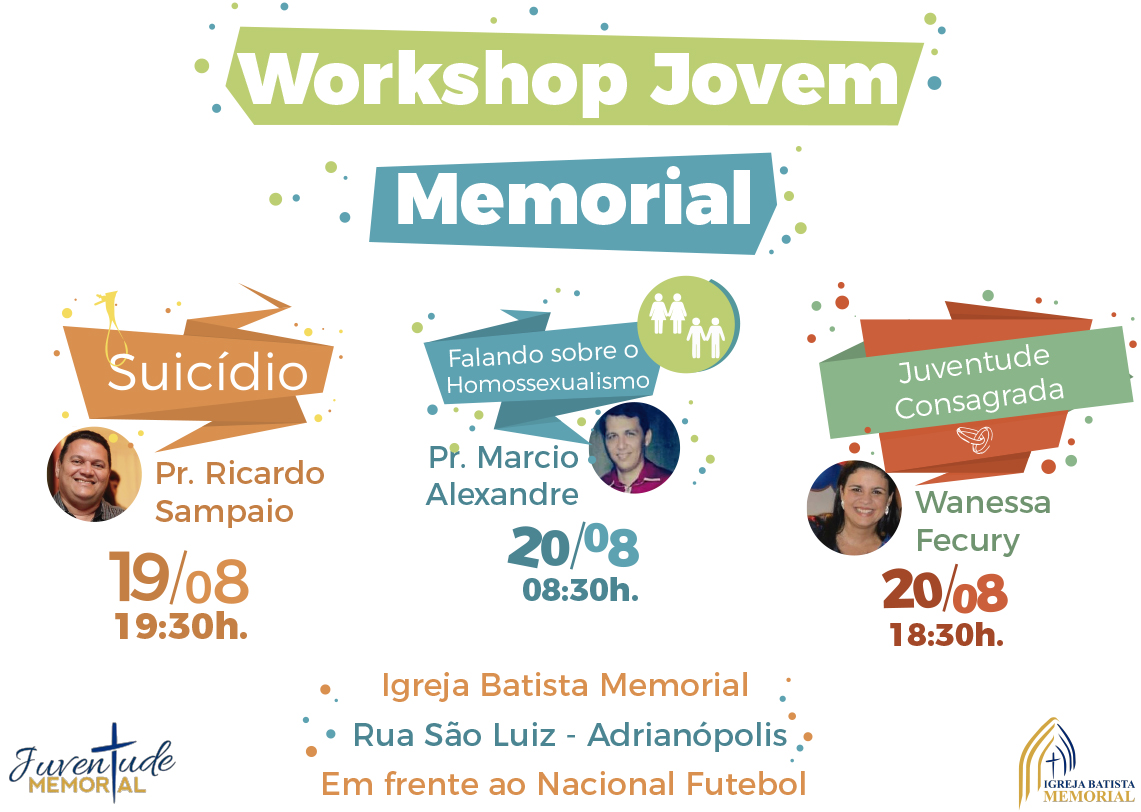 Workshop Jovem
Memorial
Suicídio
Pr. Ricardo
Sampaio
19/08
19:30h.
Falando sobre o
Homossexualismo
Pr. Marcio
Alexandre
20/08
08:30h.
Juventude
Consagrada
Wanessa
Fecury
20/08
18:30h.
Igreja Batista Memorial
Rua São Luiz - Adrianópolis
Em frente ao Nacional Futebol
Juventude
MEMORIAL
IGREJA BATISTA
MEMORIAL